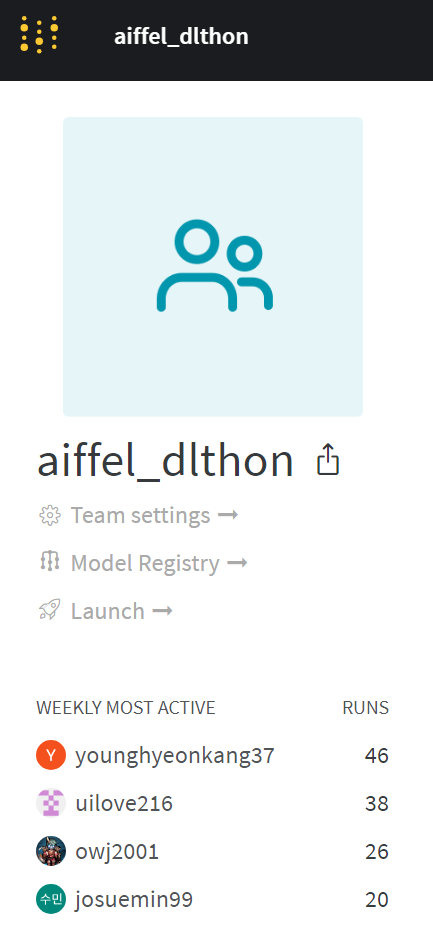 aiffel_dlthon
aiffel_dlthon
Team settings
Model Registry
Launch
WEEKLY MOST ACTIVE RUNS
Y younghyeonkang37 46
uilove216 38
owj2001 26
수민 josuemin99 20